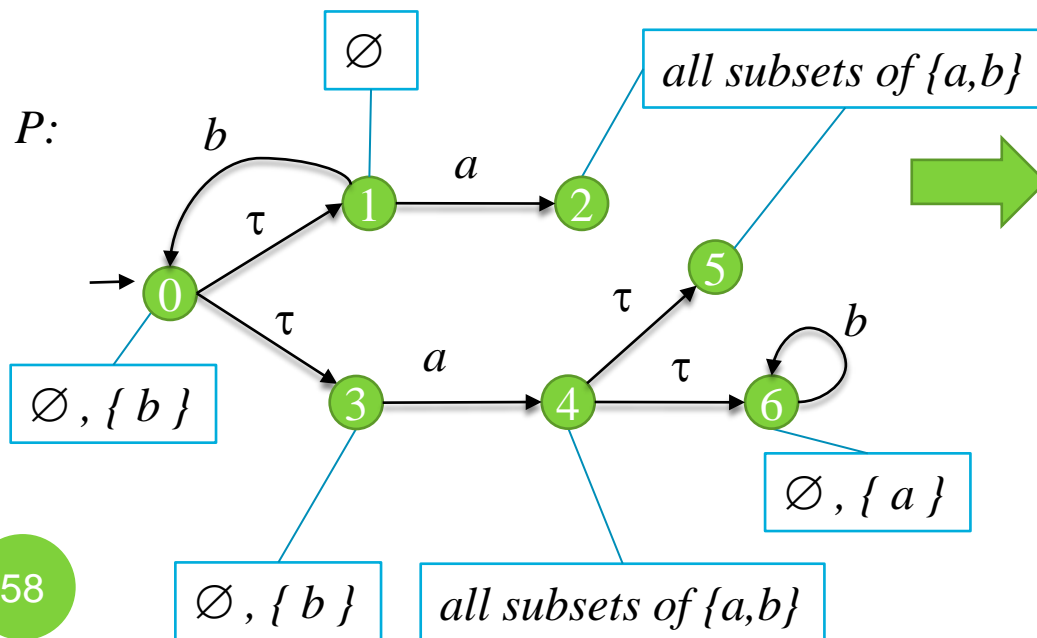 ∅
all subsets of {a,b}
P:
b
a
τ
1
2
5
0
τ
τ
b
a
τ
3
4
6
∅ , { b }
∅ , { a }
58
∅ , { b }
all subsets of {a,b}